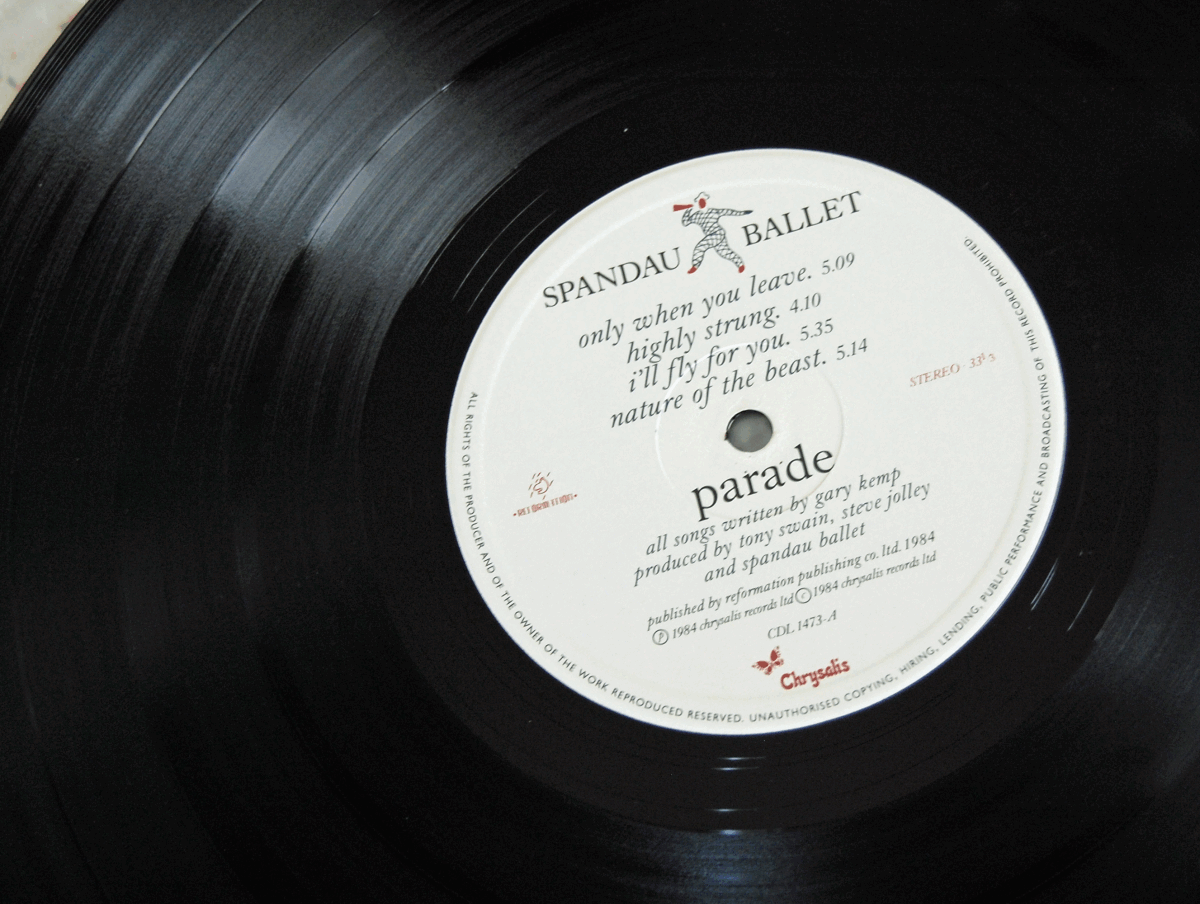 SPANDAU BALLET
only when you leave. 5.09
highly strung. 4.10
i'll fly for you. 5.35
nature of the beast. 5.14
STEREO · 33⅓
·REFORMATION·
parade
all songs written by gary kemp
produced by tony swain, steve jolley
and spandau ballet
published by reformation publishing co. ltd. 1984
℗ 1984 chrysalis records ltd © 1984 chrysalis records ltd
CDL 1473-A
Chrysalis
ALL RIGHTS OF THE PRODUCER AND OF THE OWNER OF THE WORK REPRODUCED RESERVED. UNAUTHORISED COPYING, HIRING, LENDING, PUBLIC PERFORMANCE AND BROADCASTING OF THIS RECORD PROHIBITED.